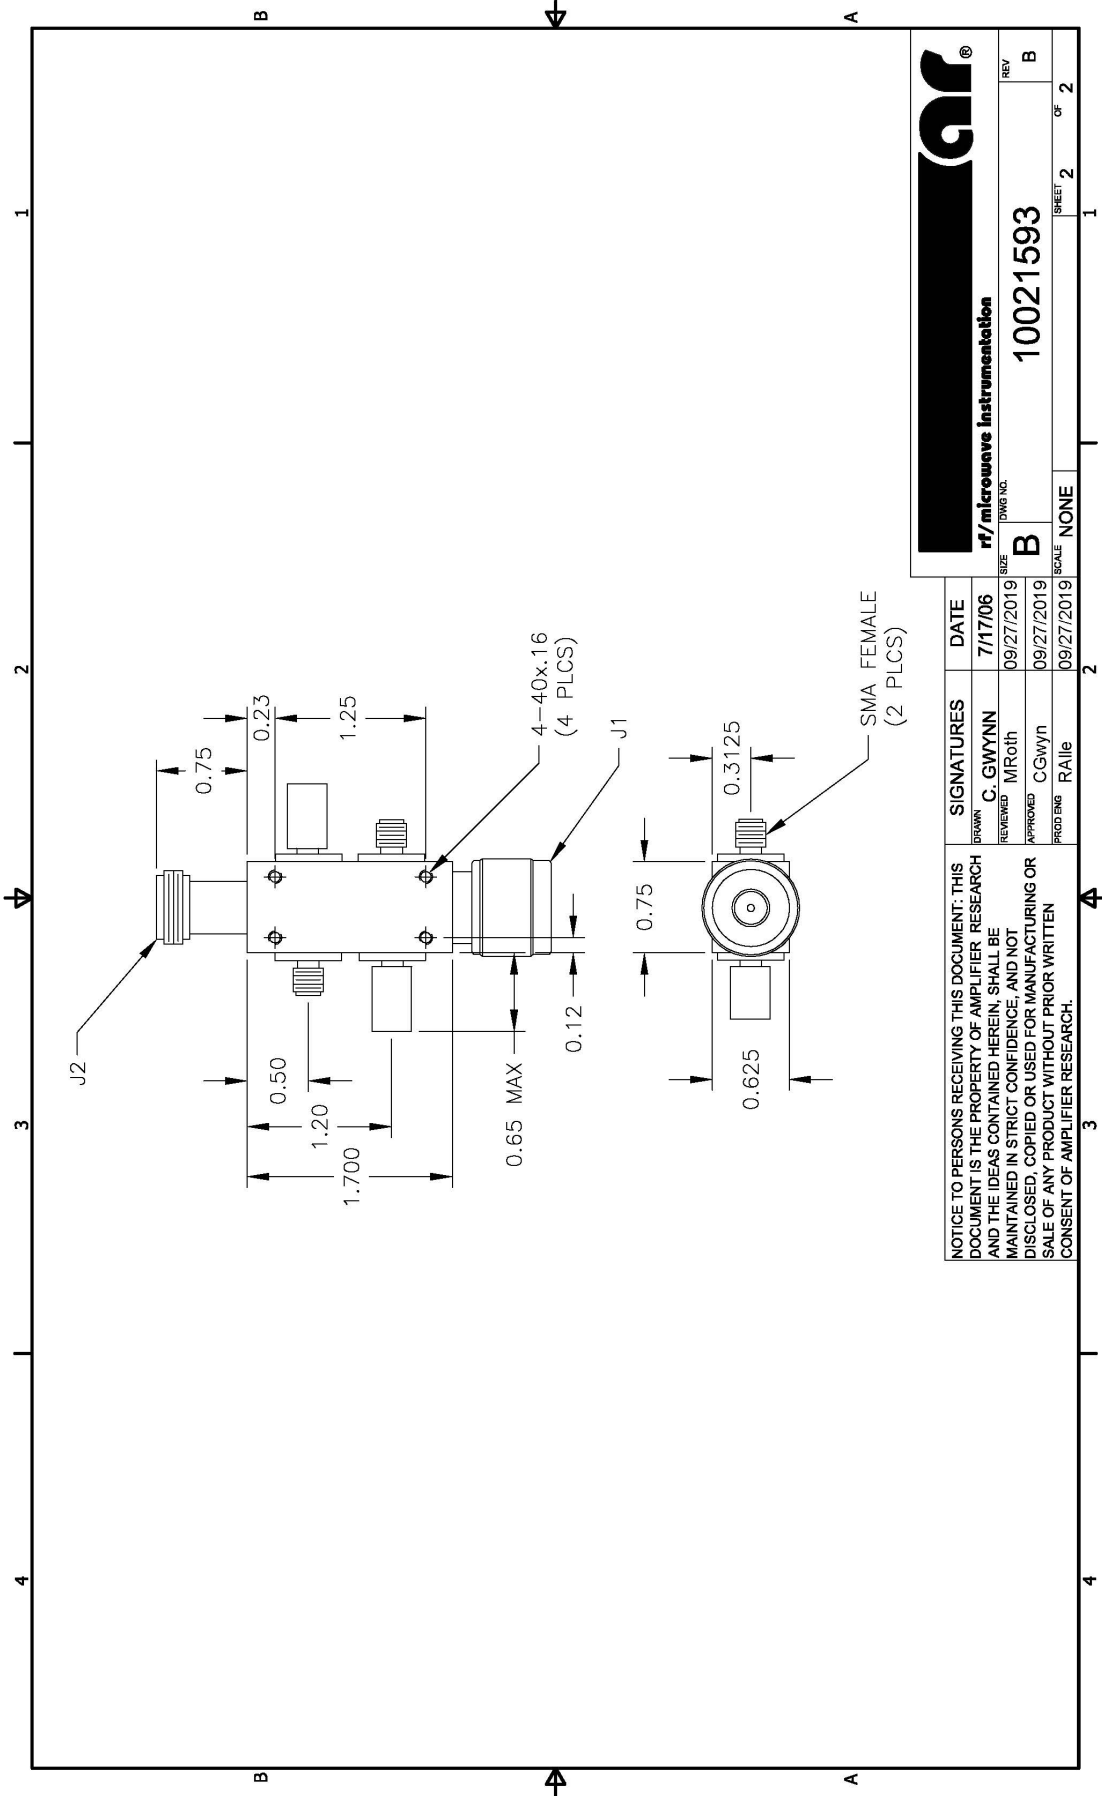 4
3
2
1
B
A
J2
0.50
1.20
1.700
0.65 MAX
0.12
0.75
0.23
1.25
4-40x.16
(4 PLCS)
J1
0.75
0.3125
0.625
SMA FEMALE
(2 PLCS)
B
A
NOTICE TO PERSONS RECEIVING THIS DOCUMENT: THIS
DOCUMENT IS THE PROPERTY OF AMPLIFIER RESEARCH
AND THE IDEAS CONTAINED HEREIN, SHALL BE
MAINTAINED IN STRICT CONFIDENCE, AND NOT
DISCLOSED, COPIED OR USED FOR MANUFACTURING OR
SALE OF ANY PRODUCT WITHOUT PRIOR WRITTEN
CONSENT OF AMPLIFIER RESEARCH.
SIGNATURES DATE
DRAWN C. GWYNN 7/17/06
REVIEWED MRoth 09/27/2019
APPROVED CGwyn 09/27/2019
PROD ENG RAlle 09/27/2019
ar ®
rf/microwave instrumentation
SIZE B DWG NO. 10021593 REV B
SCALE NONE SHEET 2 OF 2
4
3
2
1